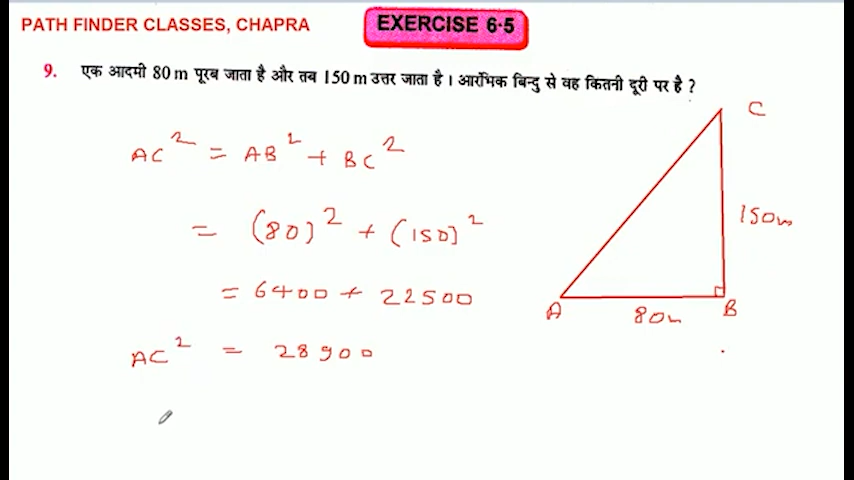 PATH FINDER CLASSES, CHAPRA
EXERCISE 6·5
9. एक आदमी 80 m पूरब जाता है और तब 150 m उत्तर जाता है। आरंभिक बिन्दु से वह कितनी दूरी पर है ?
AC² = AB² + BC²
= (80)² + (150)²
= 6400 + 22500
AC² = 28900
C
150m
A
80m
B